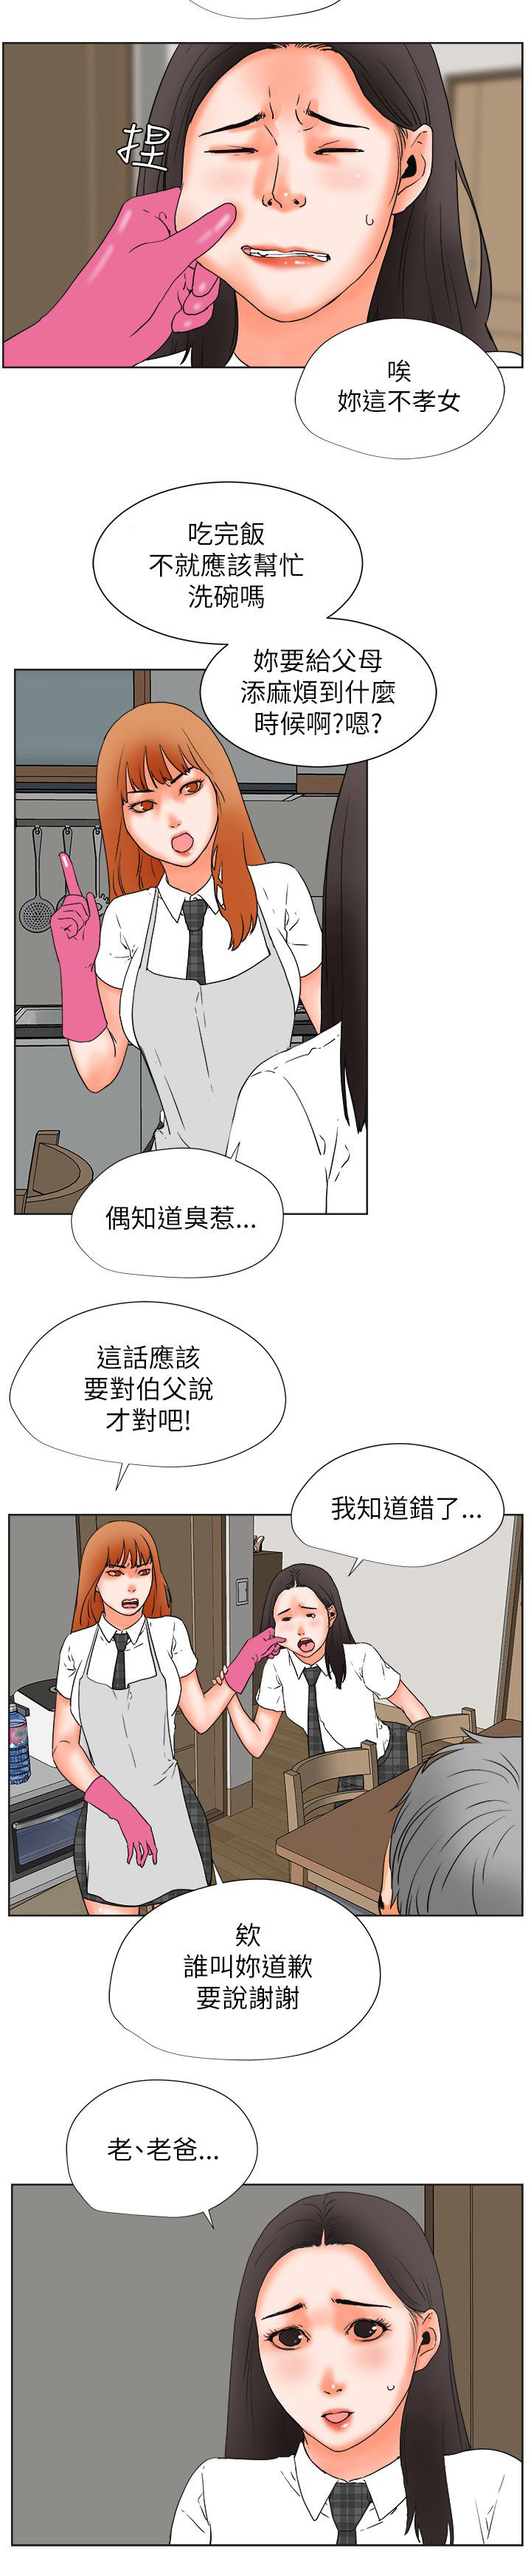 捏
唉
妳這不孝女
吃完飯
不就應該幫忙
洗碗嗎
妳要給父母
添麻煩到什麼
時候啊?嗯?
偶知道臭惹...
這話應該
要對伯父說
才對吧!
我知道錯了...
欸
誰叫妳道歉
要說謝謝
老、老爸...